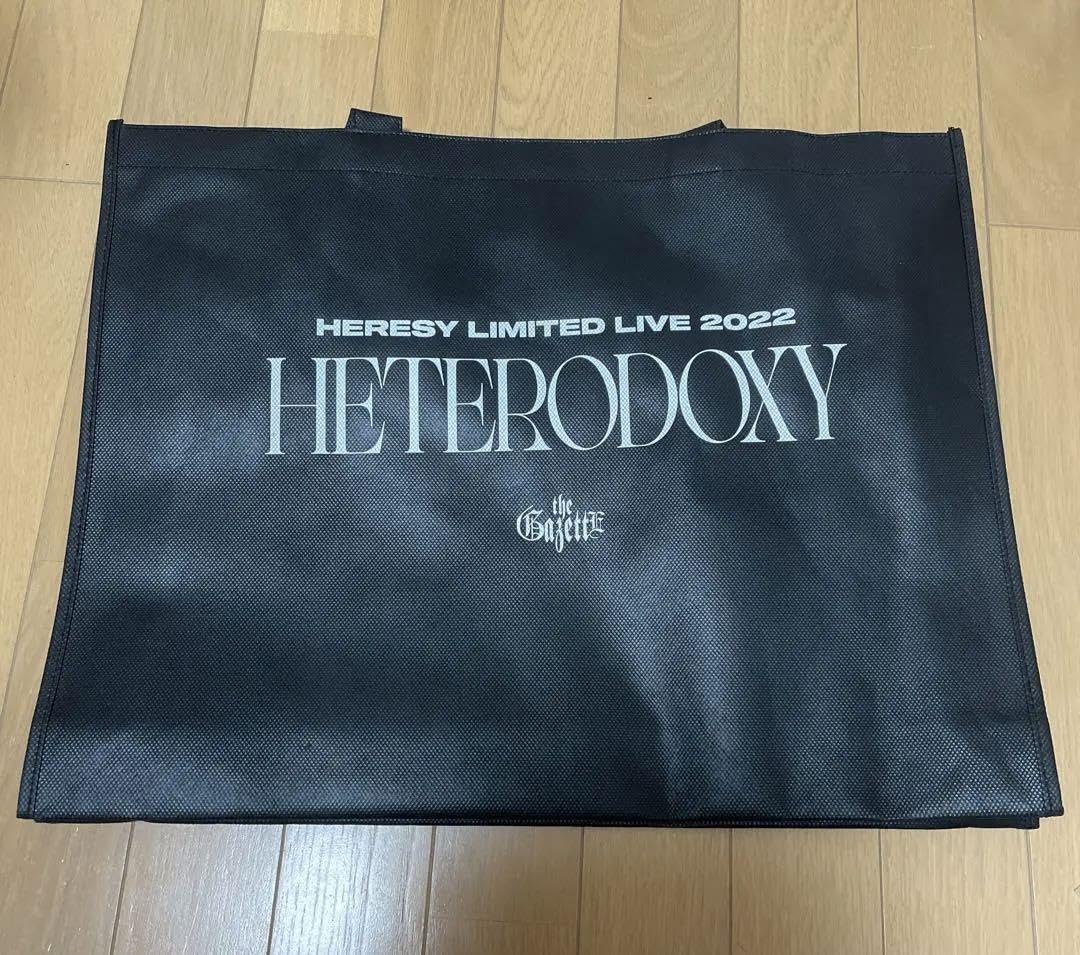 HERESY LIMITED LIVE 2022
HETERODOXY
the
GazettE